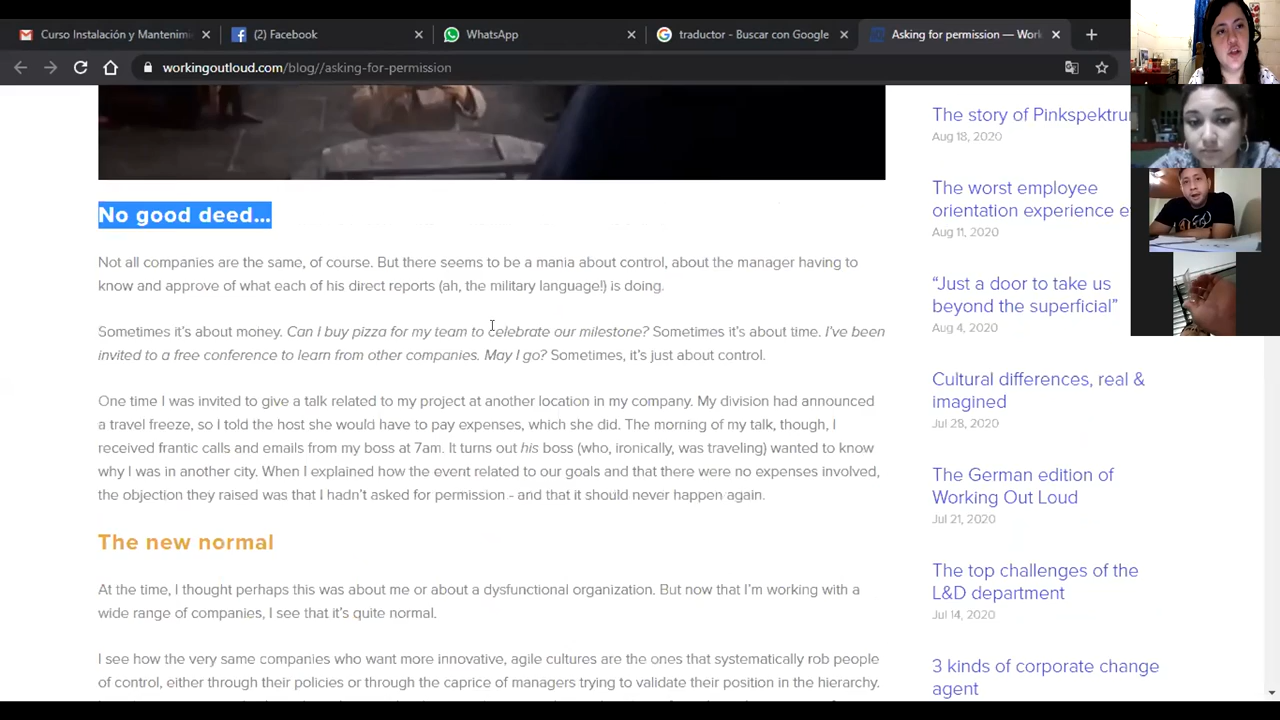 Curso Instalación y Mantenimi
(2) Facebook
WhatsApp
traductor - Buscar con Google
Asking for permission — Work
workingoutloud.com/blog//asking-for-permission
No good deed...
Not all companies are the same, of course. But there seems to be a mania about control, about the manager having to
know and approve of what each of his direct reports (ah, the military language!) is doing.
Sometimes it's about money. Can I buy pizza for my team to celebrate our milestone? Sometimes it's about time. I've been
invited to a free conference to learn from other companies. May I go? Sometimes, it's just about control.
One time I was invited to give a talk related to my project at another location in my company. My division had announced
a travel freeze, so I told the host she would have to pay expenses, which she did. The morning of my talk, though, I
received frantic calls and emails from my boss at 7am. It turns out his boss (who, ironically, was traveling) wanted to know
why I was in another city. When I explained how the event related to our goals and that there were no expenses involved,
the objection they raised was that I hadn't asked for permission - and that it should never happen again.
The new normal
At the time, I thought perhaps this was about me or about a dysfunctional organization. But now that I'm working with a
wide range of companies, I see that it's quite normal.
I see how the very same companies who want more innovative, agile cultures are the ones that systematically rob people
of control, either through their policies or through the caprice of managers trying to validate their position in the hierarchy.
The story of Pinkspektru
Aug 18, 2020
The worst employee
orientation experience e
Aug 11, 2020
“Just a door to take us
beyond the superficial”
Aug 4, 2020
Cultural differences, real &
imagined
Jul 28, 2020
The German edition of
Working Out Loud
Jul 21, 2020
The top challenges of the
L&D department
Jul 14, 2020
3 kinds of corporate change
agent